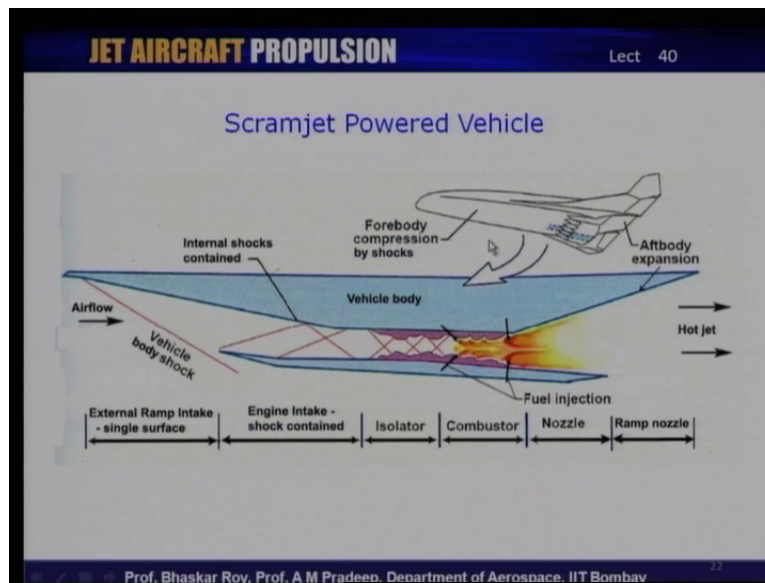 JET AIRCRAFT PROPULSION
Lect 40
Scramjet Powered Vehicle
Forebody
compression
by shocks
Aftbody
expansion
Internal shocks
contained
Vehicle body
Airflow
Vehicle
body shock
Hot jet
Fuel injection
External Ramp Intake
- single surface
Engine Intake -
shock contained
Isolator
Combustor
Nozzle
Ramp nozzle
22
Prof. Bhaskar Roy, Prof. A M Pradeep, Department of Aerospace, IIT Bombay